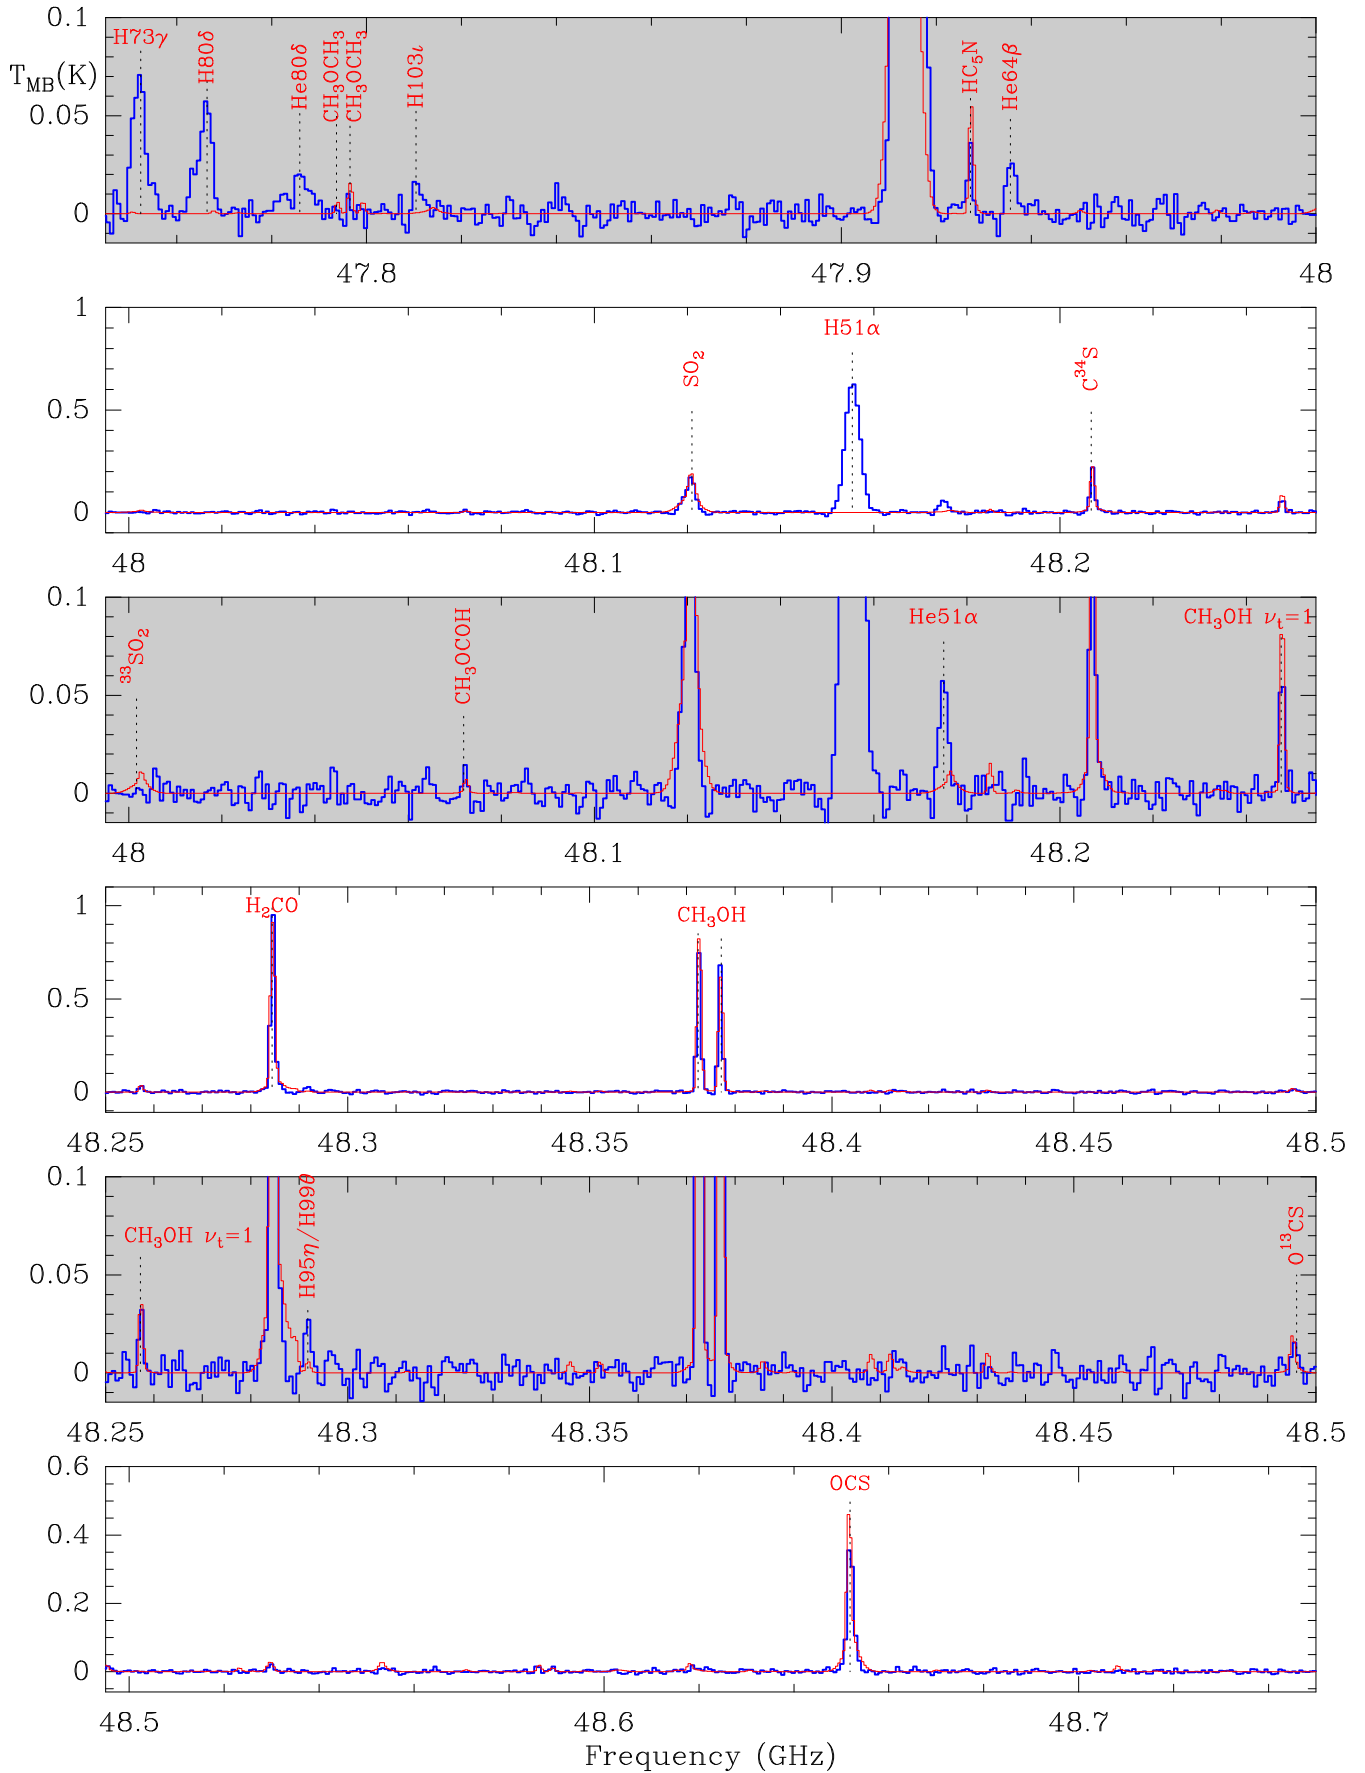 0.1
T_MB(K)
0.05
0
H73γ
H80δ
He80δ
CH₃OCH₃
CH₃OCH₃
H103ι
HC₅N
He64β
47.8 47.9 48
1
0.5
0
SO₂
H51α
C³⁴S
48 48.1 48.2
0.1
0.05
0
³³SO₂
CH₃OCOH
He51α
CH₃OH ν_t=1
48 48.1 48.2
1
0.5
0
H₂CO
CH₃OH
48.25 48.3 48.35 48.4 48.45 48.5
0.1
0.05
0
CH₃OH ν_t=1
H95η/H99θ
O¹³CS
48.25 48.3 48.35 48.4 48.45 48.5
0.6
0.4
0.2
0
OCS
48.5 48.6 48.7
Frequency (GHz)